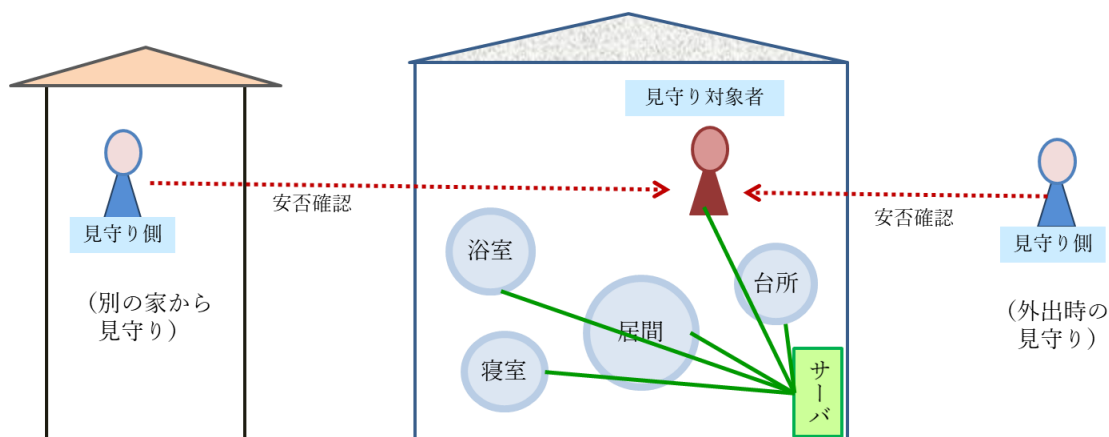 見守り対象者
見守り側
安否確認
安否確認
見守り側
浴室
台所
居間
寝室
サーバ
（別の家から
見守り）
（外出時の
見守り）